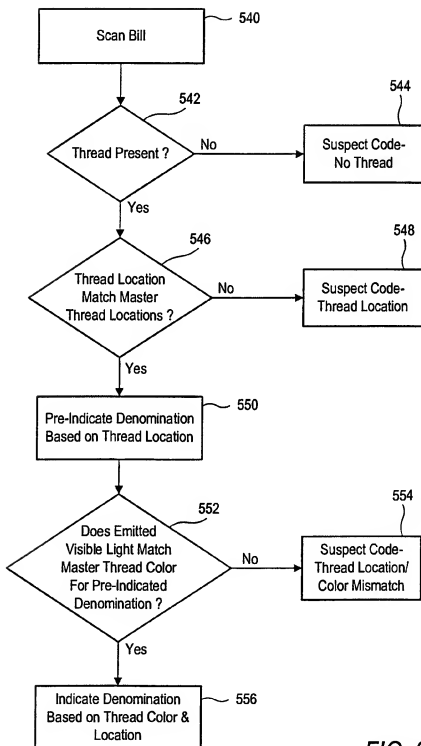 Scan Bill
540
542
544
Thread Present ?
No
Suspect Code-
No Thread
Yes
546
548
Thread Location
Match Master
Thread Locations ?
No
Suspect Code-
Thread Location
Yes
Pre-Indicate Denomination
Based on Thread Location
550
552
554
Does Emitted
Visible Light Match
Master Thread Color
For Pre-Indicated
Denomination ?
No
Suspect Code-
Thread Location/
Color Mismatch
Yes
Indicate Denomination
Based on Thread Color &
Location
556
FIG.